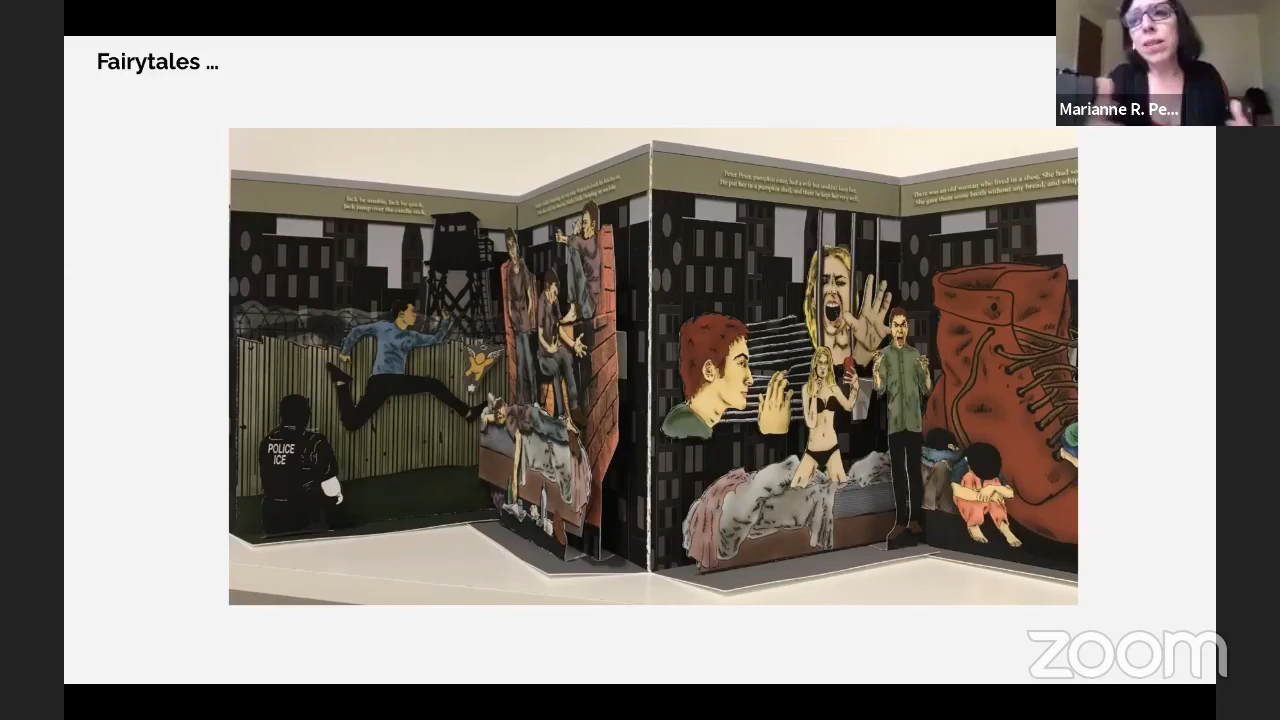 Fairytales ...
Marianne R. Pe...
Jack be nimble, Jack be quick,
Jack jump over the candle stick.
Peter Peter, pumpkin eater, had a wife but couldn't keep her,
He put her in a pumpkin shell, and there he kept her very well.
There was an old woman who lived in a shoe, She had so
She gave them some broth without any bread; and whip
POLICE
ICE
zoom